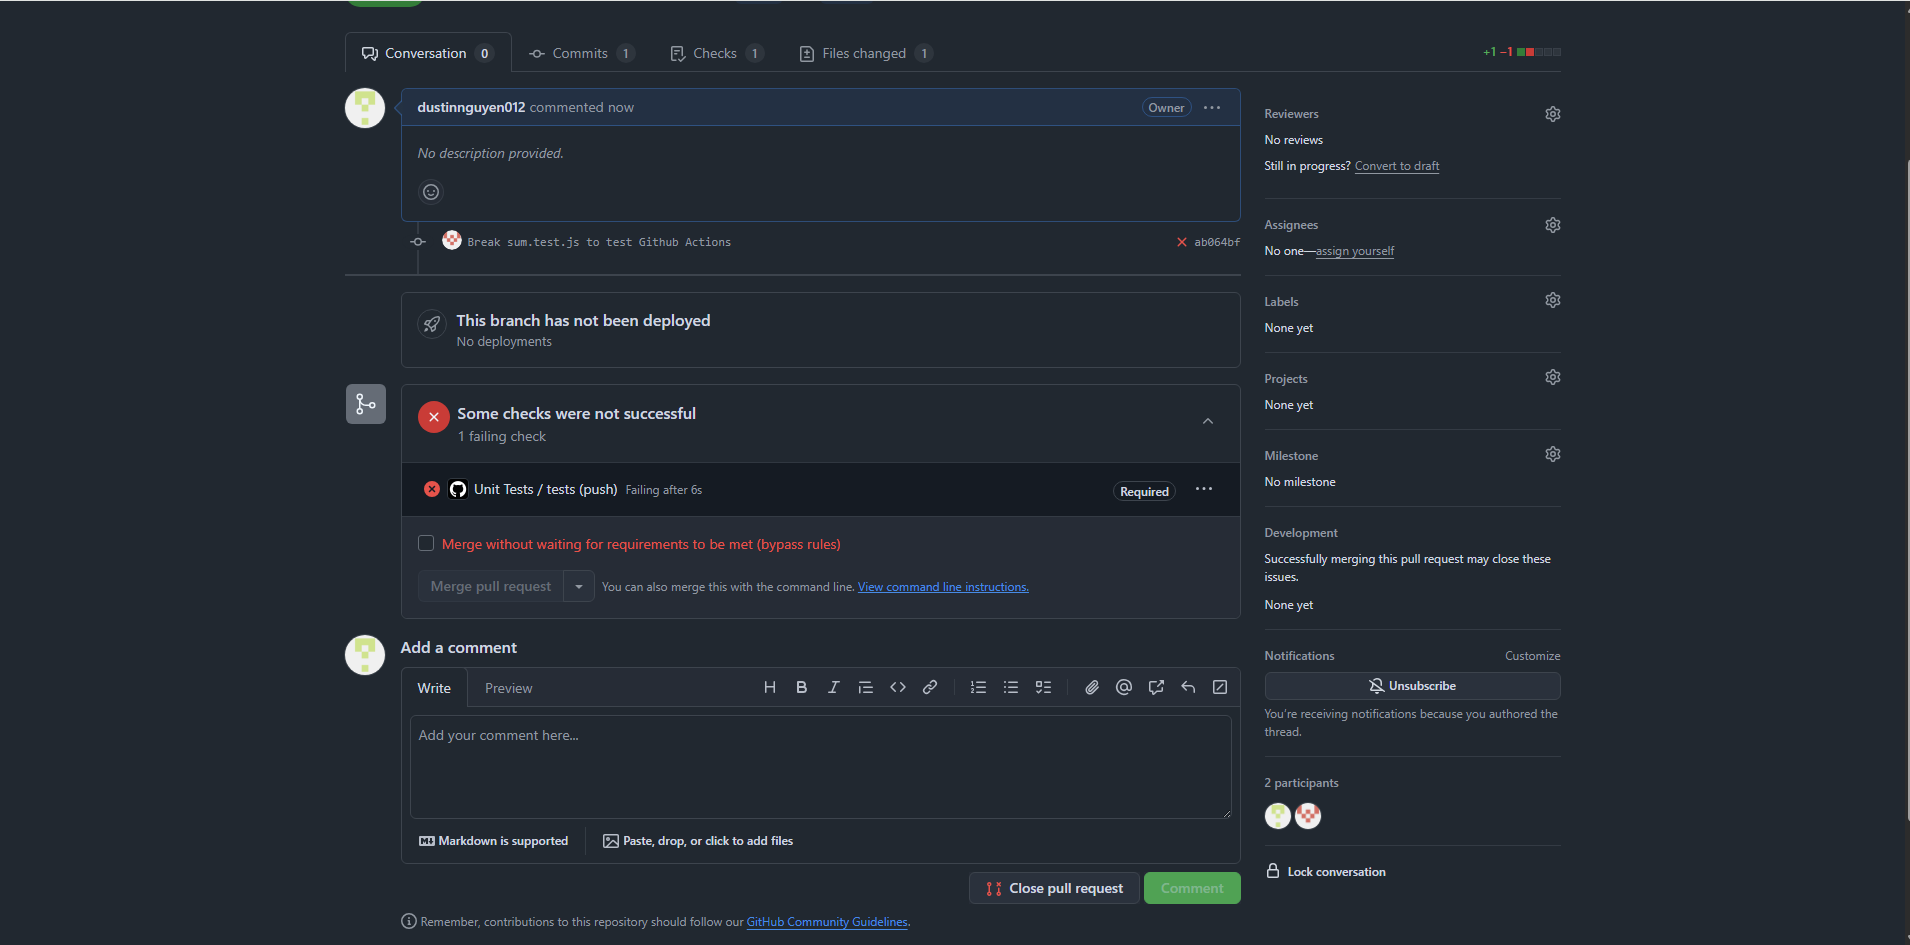 Conversation 0
Commits 1
Checks 1
Files changed 1
+1 −1
dustinnguyen012 commented now
Owner
No description provided.
Break sum.test.js to test Github Actions
ab064bf
This branch has not been deployed
No deployments
Some checks were not successful
1 failing check
Unit Tests / tests (push) Failing after 6s
Required
Merge without waiting for requirements to be met (bypass rules)
Merge pull request
You can also merge this with the command line. View command line instructions.
Add a comment
Write
Preview
Add your comment here...
Markdown is supported
Paste, drop, or click to add files
Close pull request
Comment
Remember, contributions to this repository should follow our GitHub Community Guidelines.
Reviewers
No reviews
Still in progress? Convert to draft
Assignees
No one—assign yourself
Labels
None yet
Projects
None yet
Milestone
No milestone
Development
Successfully merging this pull request may close these
issues.
None yet
Notifications
Customize
Unsubscribe
You're receiving notifications because you authored the
thread.
2 participants
Lock conversation